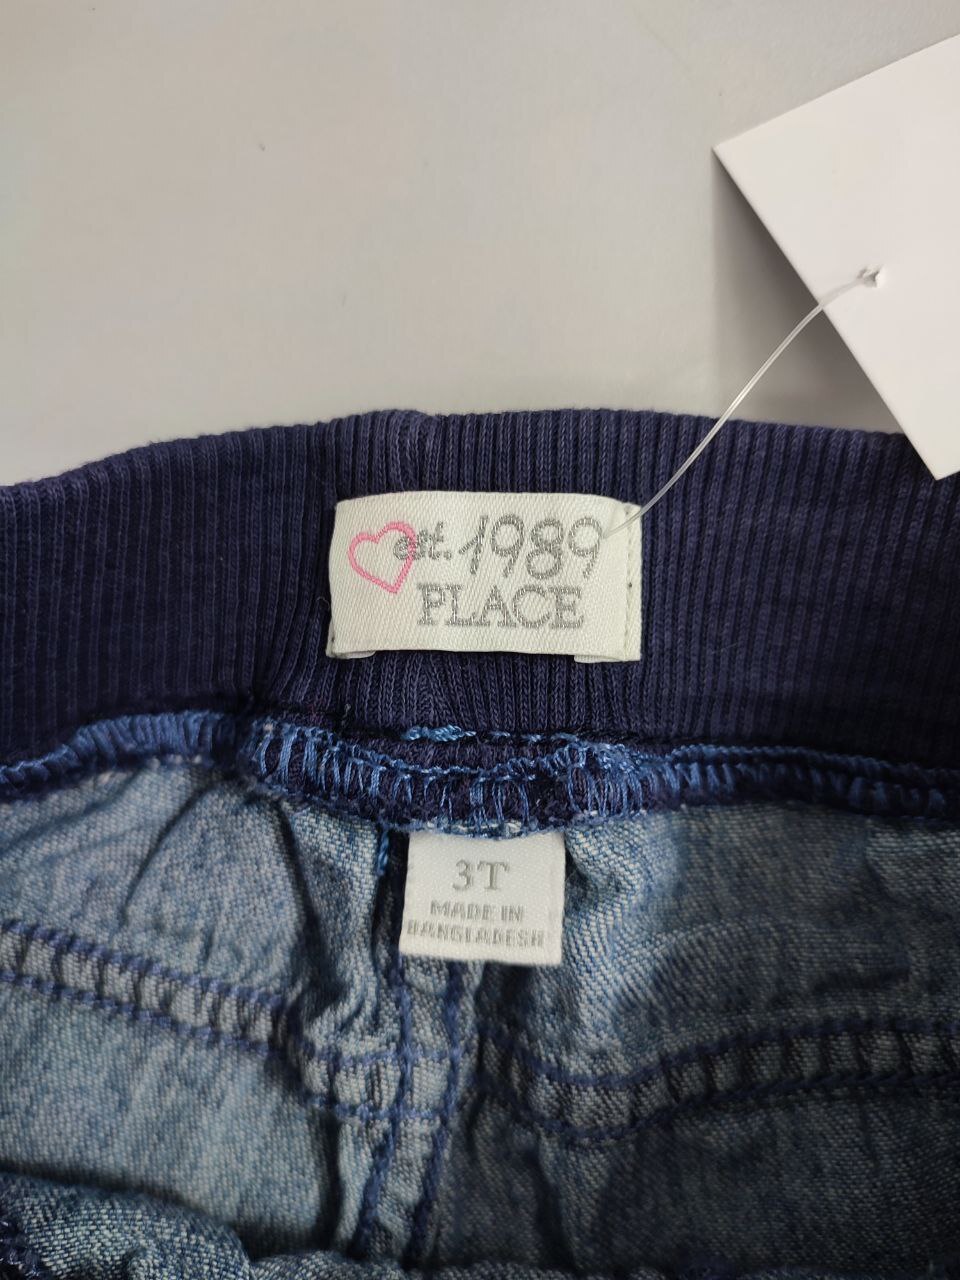 est. 1989
PLACE
3T
MADE IN
BANGLADESH